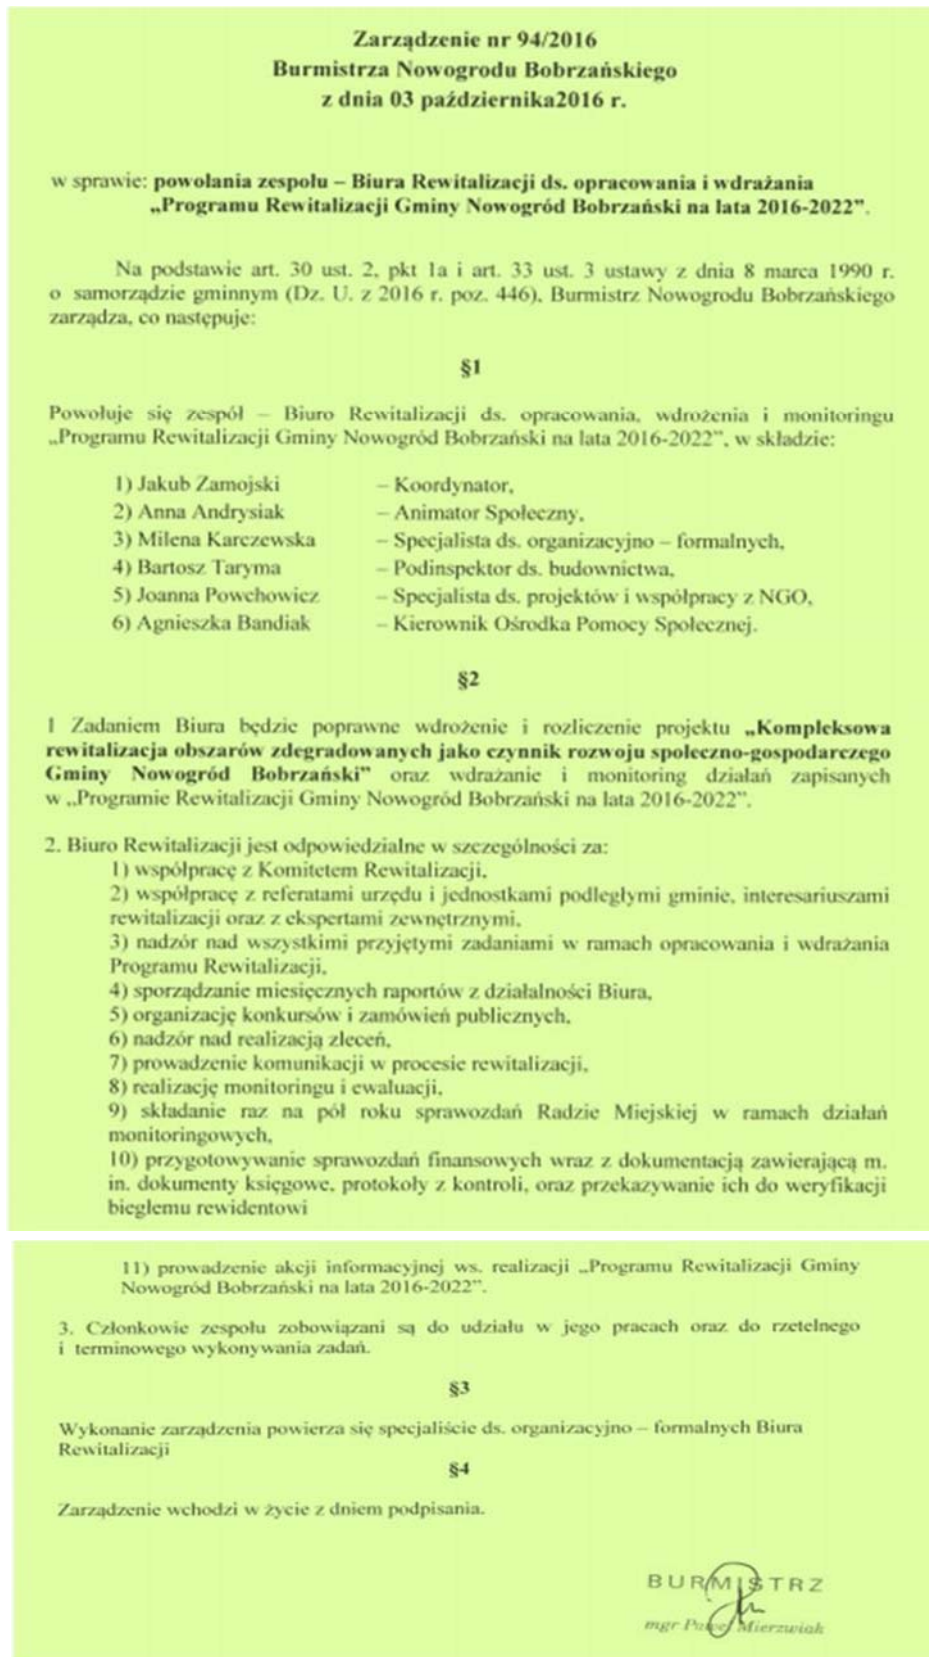 Zarządzenie nr 94/2016
Burmistrza Nowogrodu Bobrzańskiego
z dnia 03 października2016 r.
w sprawie: powołania zespołu – Biura Rewitalizacji ds. opracowania i wdrażania
„Programu Rewitalizacji Gminy Nowogród Bobrzański na lata 2016-2022”.
Na podstawie art. 30 ust. 2, pkt 1a i art. 33 ust. 3 ustawy z dnia 8 marca 1990 r.
o samorządzie gminnym (Dz. U. z 2016 r. poz. 446), Burmistrz Nowogrodu Bobrzańskiego
zarządza, co następuje:
§1
Powołuje się zespół – Biuro Rewitalizacji ds. opracowania, wdrożenia i monitoringu
„Programu Rewitalizacji Gminy Nowogród Bobrzański na lata 2016-2022”, w składzie:
1) Jakub Zamojski – Koordynator,
2) Anna Andrysiak – Animator Społeczny,
3) Milena Karczewska – Specjalista ds. organizacyjno – formalnych,
4) Bartosz Taryma – Podinspektor ds. budownictwa,
5) Joanna Powchowicz – Specjalista ds. projektów i współpracy z NGO,
6) Agnieszka Bandiak – Kierownik Ośrodka Pomocy Społecznej.
§2
1 Zadaniem Biura będzie poprawne wdrożenie i rozliczenie projektu „Kompleksowa
rewitalizacja obszarów zdegradowanych jako czynnik rozwoju społeczno-gospodarczego
Gminy Nowogród Bobrzański” oraz wdrażanie i monitoring działań zapisanych
w „Programie Rewitalizacji Gminy Nowogród Bobrzański na lata 2016-2022”.
2. Biuro Rewitalizacji jest odpowiedzialne w szczególności za:
1) współpracę z Komitetem Rewitalizacji,
2) współpracę z referatami urzędu i jednostkami podległymi gminie, interesariuszami
rewitalizacji oraz z ekspertami zewnętrznymi,
3) nadzór nad wszystkimi przyjętymi zadaniami w ramach opracowania i wdrażania
Programu Rewitalizacji,
4) sporządzanie miesięcznych raportów z działalności Biura,
5) organizację konkursów i zamówień publicznych,
6) nadzór nad realizacją zleceń,
7) prowadzenie komunikacji w procesie rewitalizacji,
8) realizację monitoringu i ewaluacji,
9) składanie raz na pół roku sprawozdań Radzie Miejskiej w ramach działań
monitoringowych,
10) przygotowywanie sprawozdań finansowych wraz z dokumentacją zawierającą m.
in. dokumenty księgowe, protokoły z kontroli, oraz przekazywanie ich do weryfikacji
biegłemu rewidentowi
11) prowadzenie akcji informacyjnej ws. realizacji „Programu Rewitalizacji Gminy
Nowogród Bobrzański na lata 2016-2022”.
3. Członkowie zespołu zobowiązani są do udziału w jego pracach oraz do rzetelnego
i terminowego wykonywania zadań.
§3
Wykonanie zarządzenia powierza się specjaliście ds. organizacyjno – formalnych Biura
Rewitalizacji
§4
Zarządzenie wchodzi w życie z dniem podpisania.
BURMISTRZ
mgr Paweł Mierzwiak